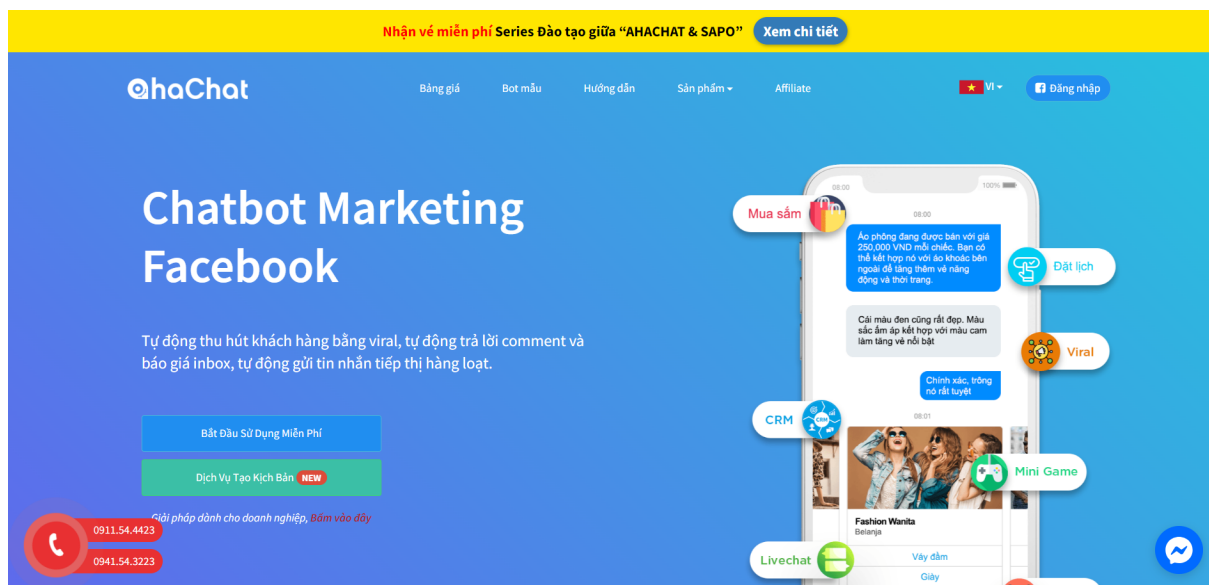 Nhận vé miễn phí Series Đào tạo giữa “AHACHAT & SAPO” Xem chi tiết
AhaChat
Bảng giá Bot mẫu Hướng dẫn Sản phẩm Affiliate VI Đăng nhập
Chatbot Marketing
Facebook
Tự động thu hút khách hàng bằng viral, tự động trả lời comment và
báo giá inbox, tự động gửi tin nhắn tiếp thị hàng loạt.
Bắt Đầu Sử Dụng Miễn Phí
Dịch Vụ Tạo Kịch Bản NEW
Giải pháp dành cho doanh nghiệp, Bấm vào đây
0911.54.4423
0941.54.3223
08:00 100%
Mua sắm
08:00
Áo phông đang được bán với giá
250,000 VND mỗi chiếc. Bạn có
thể kết hợp nó với áo khoác bên
ngoài để tăng thêm vẻ năng
động và thời trang.
Đặt lịch
Cái màu đen cũng rất đẹp. Màu
sắc ấm áp kết hợp với màu cam
làm tăng vẻ nổi bật
Viral
Chính xác, trông
nó rất tuyệt
CRM
CRM
08:01
Mini Game
Fashion Wanita
Belanja
Livechat
Váy đầm
Giày